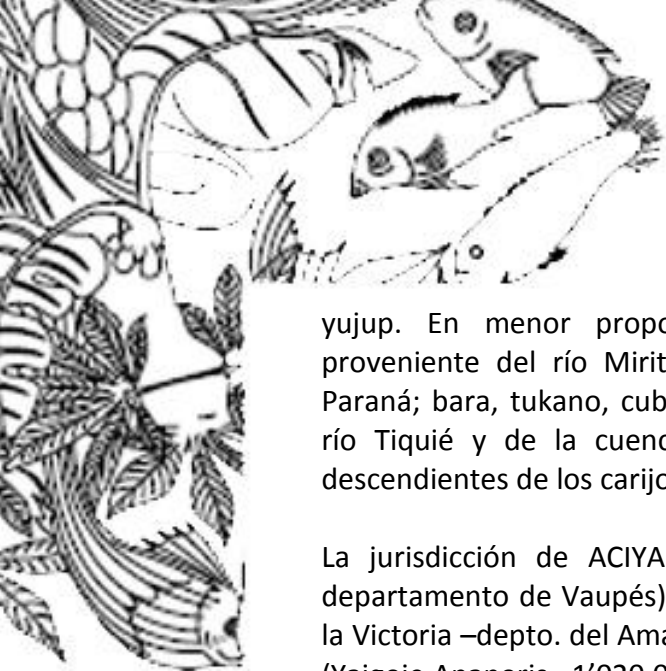 yujup. En menor propo
proveniente del río Mirit
Paraná; bara, tukano, cub
río Tiquié y de la cuenc
descendientes de los carijo
La jurisdicción de ACIYA
departamento de Vaupés)
la Victoria –depto. del Ama